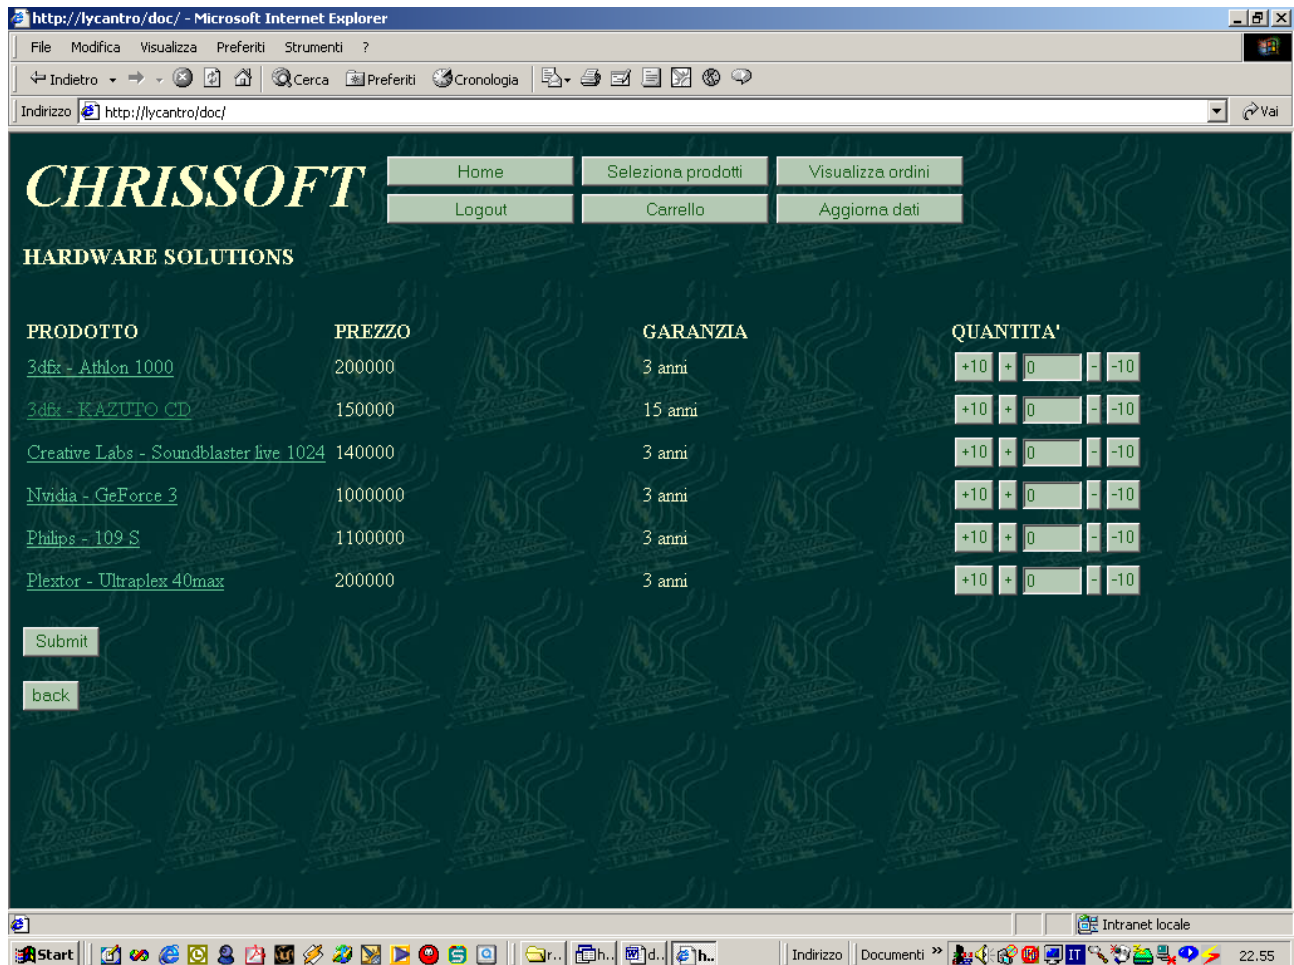 http://lycantro/doc/ - Microsoft Internet Explorer
File Modifica Visualizza Preferiti Strumenti ?
Indietro Cerca Preferiti Cronologia
Indirizzo http://lycantro/doc/ Vai
CHRISSOFT
Home Seleziona prodotti Visualizza ordini
Logout Carrello Aggiorna dati
HARDWARE SOLUTIONS
PRODOTTO PREZZO GARANZIA QUANTITA'
3dfx - Athlon 1000 200000 3 anni +10 + 0 - -10
3dfx - KAZUTO CD 150000 15 anni +10 + 0 - -10
Creative Labs - Soundblaster live 1024 140000 3 anni +10 + 0 - -10
Nvidia - GeForce 3 1000000 3 anni +10 + 0 - -10
Philips - 109 S 1100000 3 anni +10 + 0 - -10
Plextor - Ultraplex 40max 200000 3 anni +10 + 0 - -10
Submit
back
Intranet locale
Start r... h... d... h... Indirizzo Documenti » IT 22.55